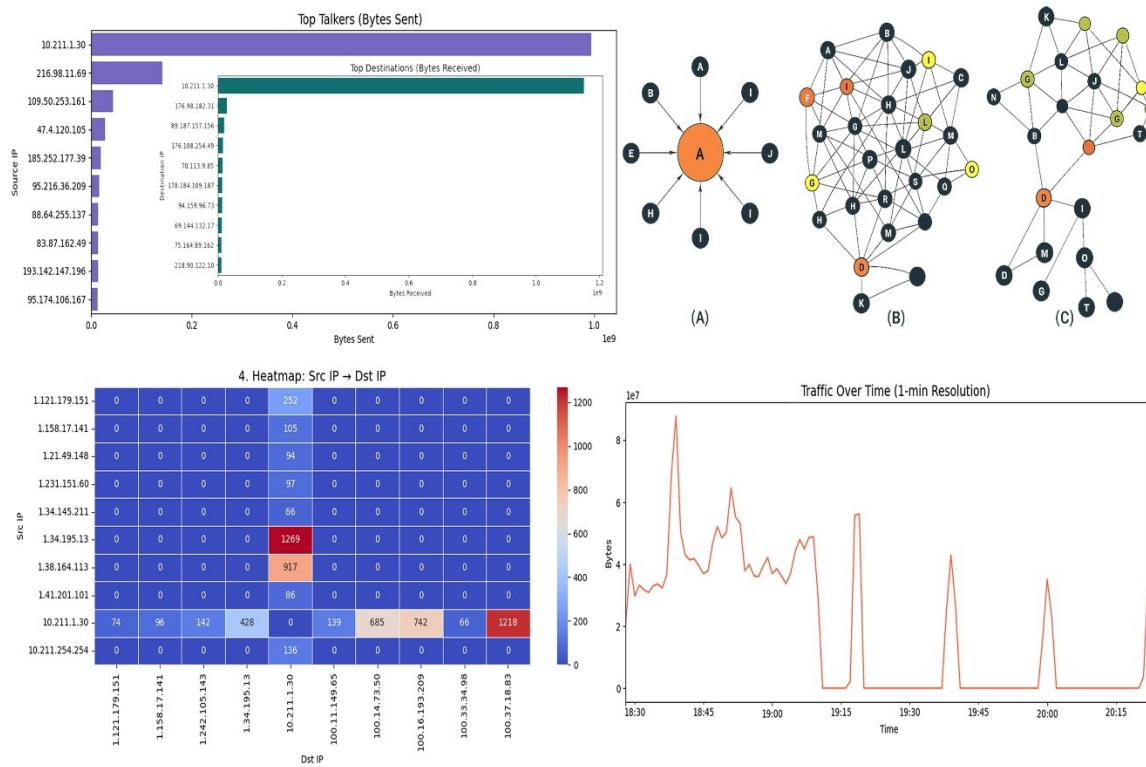 Top Talkers (Bytes Sent)
Source IP
10.211.1.30
216.98.11.69
109.50.253.161
47.4.120.105
185.252.177.39
95.216.36.209
88.64.255.137
83.87.162.49
193.142.147.196
95.174.106.167
0.0 0.2 0.4 0.6 0.8 1.0
1e9
Bytes Sent
Top Destinations (Bytes Received)
Destination IP
10.211.1.30
176.98.182.31
89.187.157.156
176.108.254.49
70.113.9.85
178.184.109.187
94.159.96.73
69.144.132.17
75.164.89.162
218.90.122.10
0.0 0.2 0.4 0.6 0.8 1.0 1.2
1e9
Bytes Received
A
B I
E A J
H I
I
(A)
B
A I
J C
F I H
G L
M L M
P O
G S Q
H H R
M
D
K
(B)
K
L
G J
N G
B T
D I
M O
D G
T
(C)
4. Heatmap: Src IP → Dst IP
Src IP
1.121.179.151 0 0 0 0 252 0 0 0 0 0
1.158.17.141 0 0 0 0 105 0 0 0 0 0
1.21.49.148 0 0 0 0 94 0 0 0 0 0
1.231.151.60 0 0 0 0 97 0 0 0 0 0
1.34.145.211 0 0 0 0 66 0 0 0 0 0
1.34.195.13 0 0 0 0 1269 0 0 0 0 0
1.38.164.113 0 0 0 0 917 0 0 0 0 0
1.41.201.101 0 0 0 0 86 0 0 0 0 0
10.211.1.30 74 96 142 428 0 139 685 742 66 1218
10.211.254.254 0 0 0 0 136 0 0 0 0 0
1.121.179.151
1.158.17.141
1.242.105.143
1.34.195.13
10.211.1.30
100.11.149.65
100.14.73.50
100.16.193.209
100.33.34.98
100.37.18.83
Dst IP
1200
1000
800
600
400
200
0
Traffic Over Time (1-min Resolution)
1e7
Bytes
8
6
4
2
0
18:30 18:45 19:00 19:15 19:30 19:45 20:00 20:15
Time